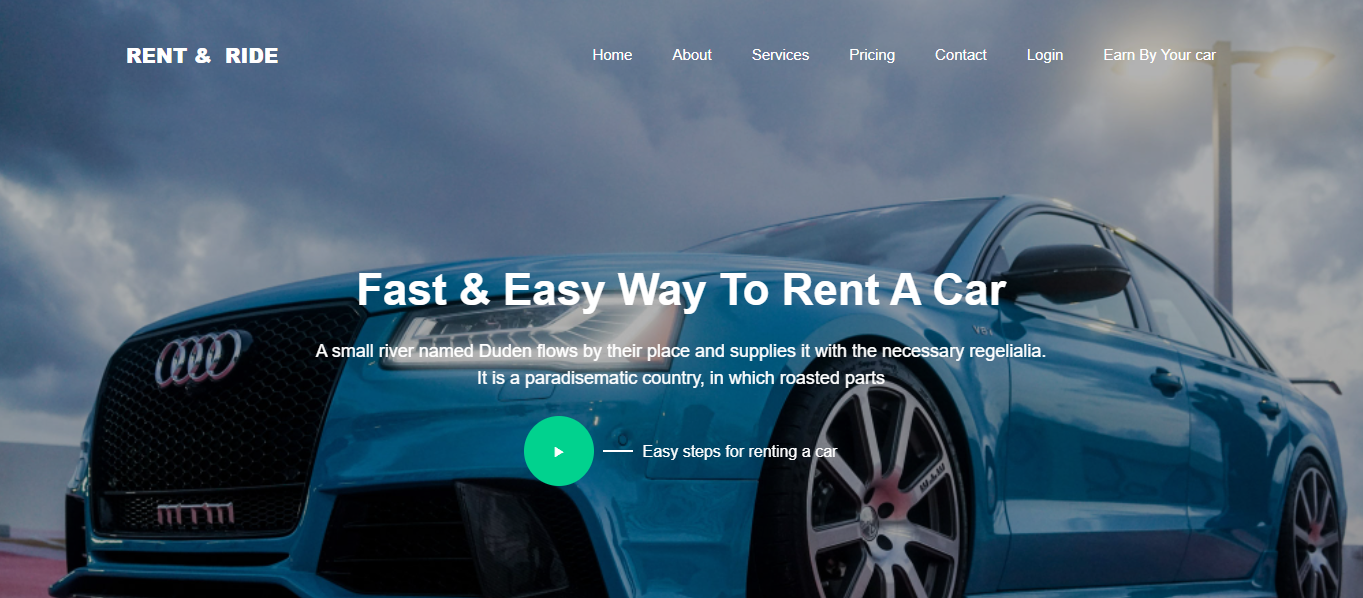 RENT & RIDE
Home About Services Pricing Contact Login Earn By Your car
Fast & Easy Way To Rent A Car
A small river named Duden flows by their place and supplies it with the necessary regelialia.
It is a paradisematic country, in which roasted parts
Easy steps for renting a car
mtm